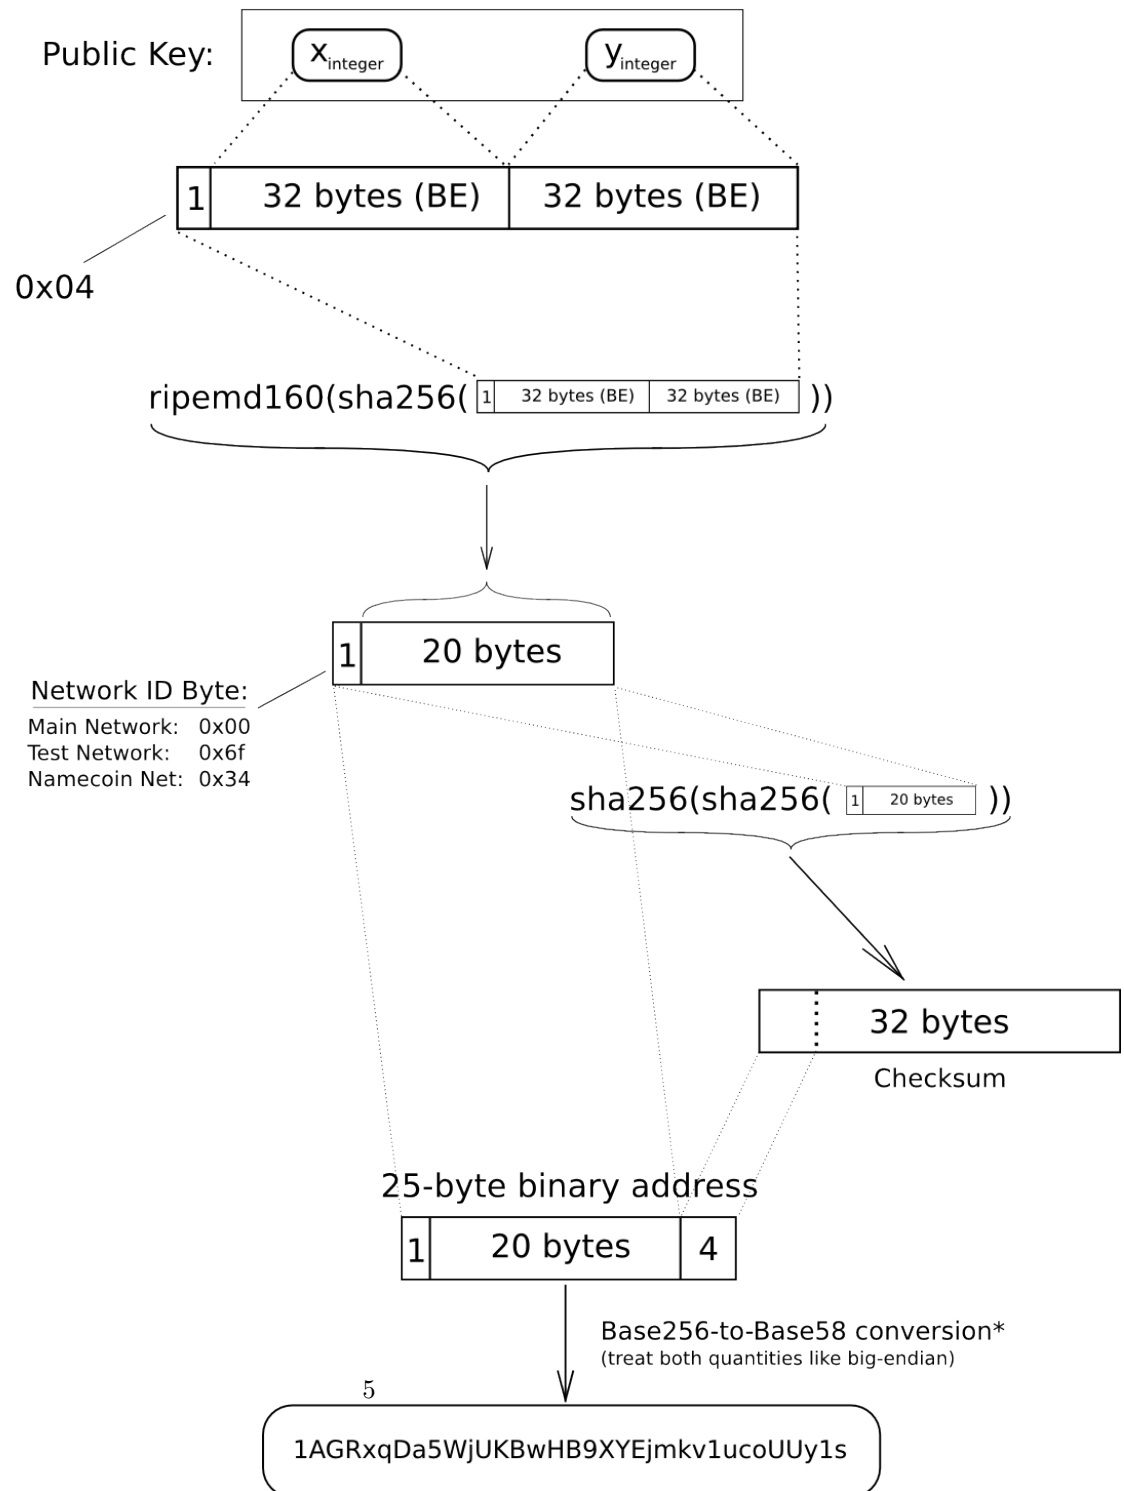 Public Key:
x integer
y integer
1
32 bytes (BE)
32 bytes (BE)
0x04
ripemd160(sha256(
1
32 bytes (BE)
32 bytes (BE)
))
1
20 bytes
Network ID Byte:
Main Network: 0x00
Test Network: 0x6f
Namecoin Net: 0x34
sha256(sha256(
1
20 bytes
))
32 bytes
Checksum
25-byte binary address
1
20 bytes
4
Base256-to-Base58 conversion*
(treat both quantities like big-endian)
5
1AGRxqDa5WjUKBwHB9XYEjmkv1ucoUUy1s